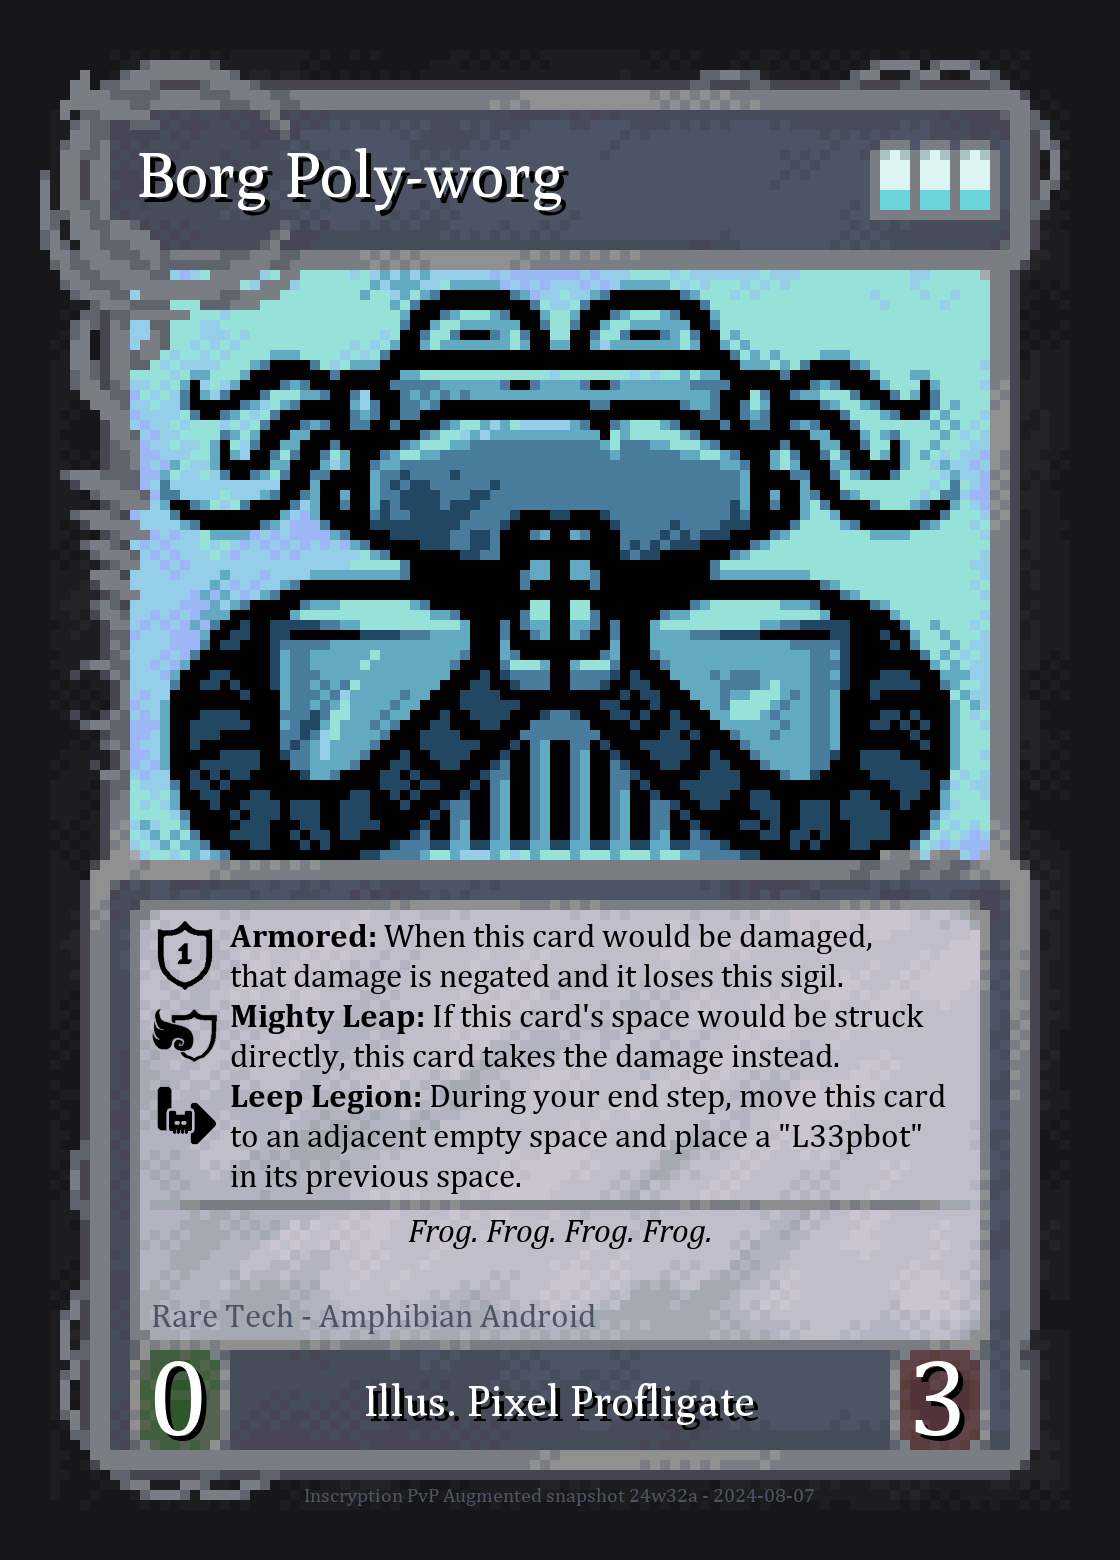 Borg Poly-worg
1
Armored: When this card would be damaged,
that damage is negated and it loses this sigil.
Mighty Leap: If this card's space would be struck
directly, this card takes the damage instead.
Leep Legion: During your end step, move this card
to an adjacent empty space and place a "L33pbot"
in its previous space.
Frog. Frog. Frog. Frog.
Rare Tech - Amphibian Android
0
Illus. Pixel Profligate
3
Inscryption PvP Augmented snapshot 24w32a - 2024-08-07